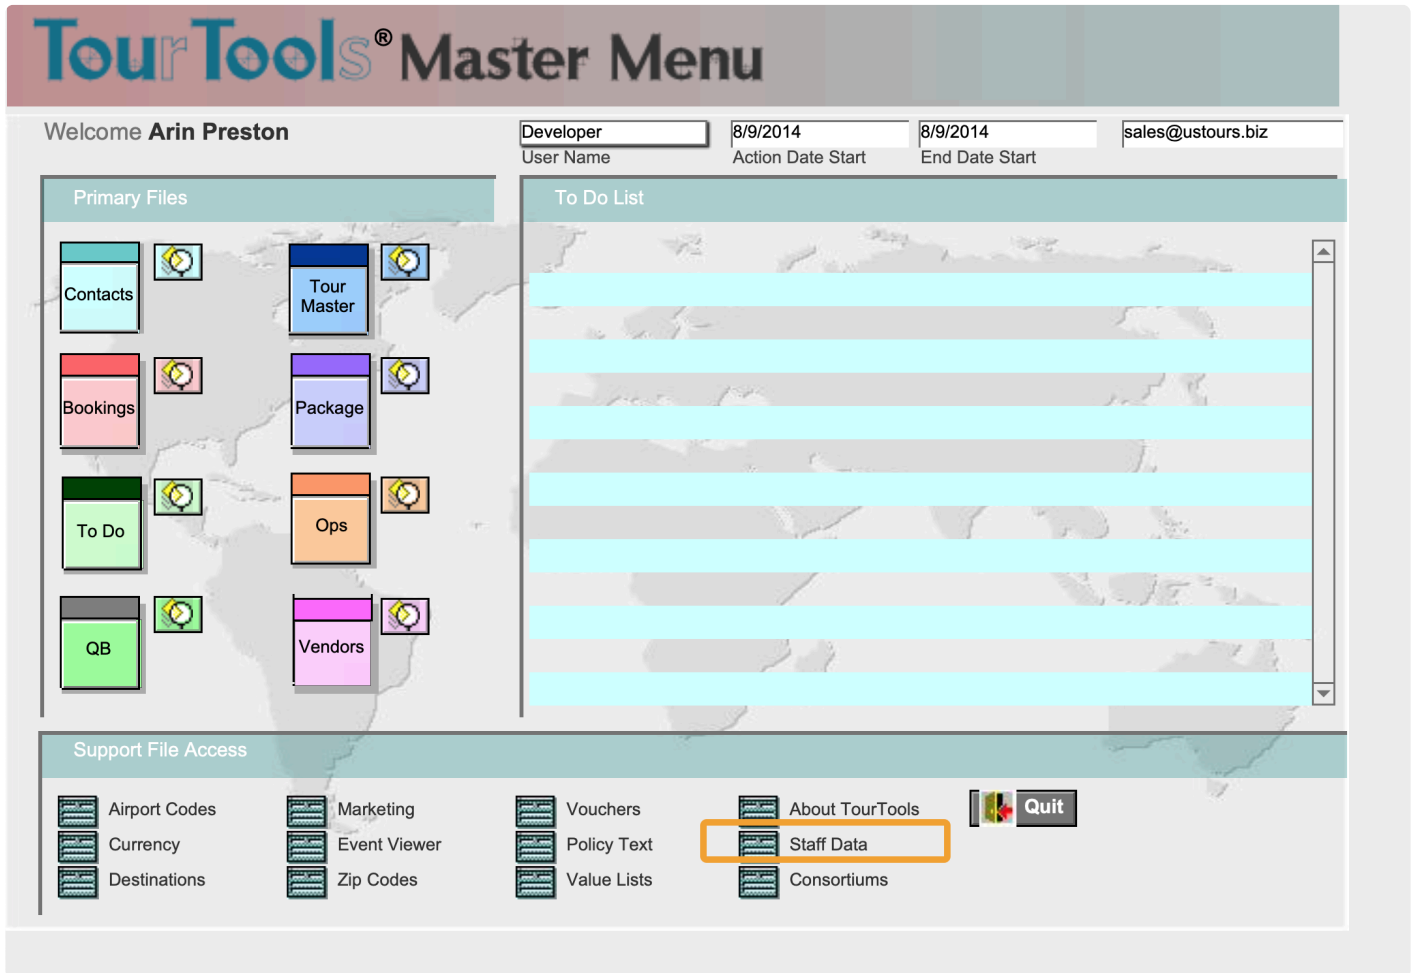 TourTools® Master Menu
Welcome Arin Preston
Developer
8/9/2014
8/9/2014
sales@ustours.biz
User Name
Action Date Start
End Date Start
Primary Files
To Do List
Contacts
Tour
Master
Bookings
Package
To Do
Ops
QB
Vendors
Support File Access
Airport Codes
Marketing
Vouchers
About TourTools
Quit
Currency
Event Viewer
Policy Text
Staff Data
Destinations
Zip Codes
Value Lists
Consortiums